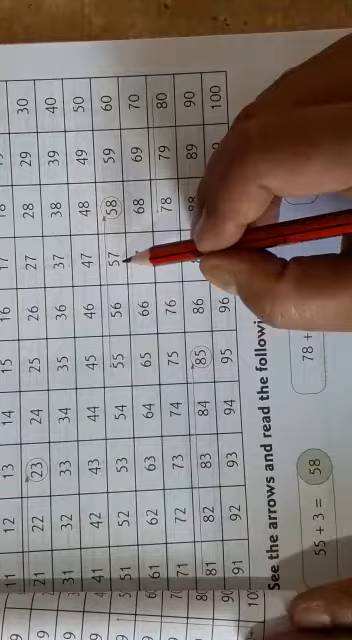 11 12 13 14 15 16 17
21 22 23 24 25 26 27 28 29 30
31 32 33 34 35 36 37 38 39 40
41 42 43 44 45 46 47 48 49 50
51 52 53 54 55 56 57 58 59 60
61 62 63 64 65 66 68 69 70
71 72 73 74 75 76 78 79 80
81 82 83 84 85 86 88 89 90
91 92 93 94 95 96 100
See the arrows and read the
55 + 3 = 58 78 +